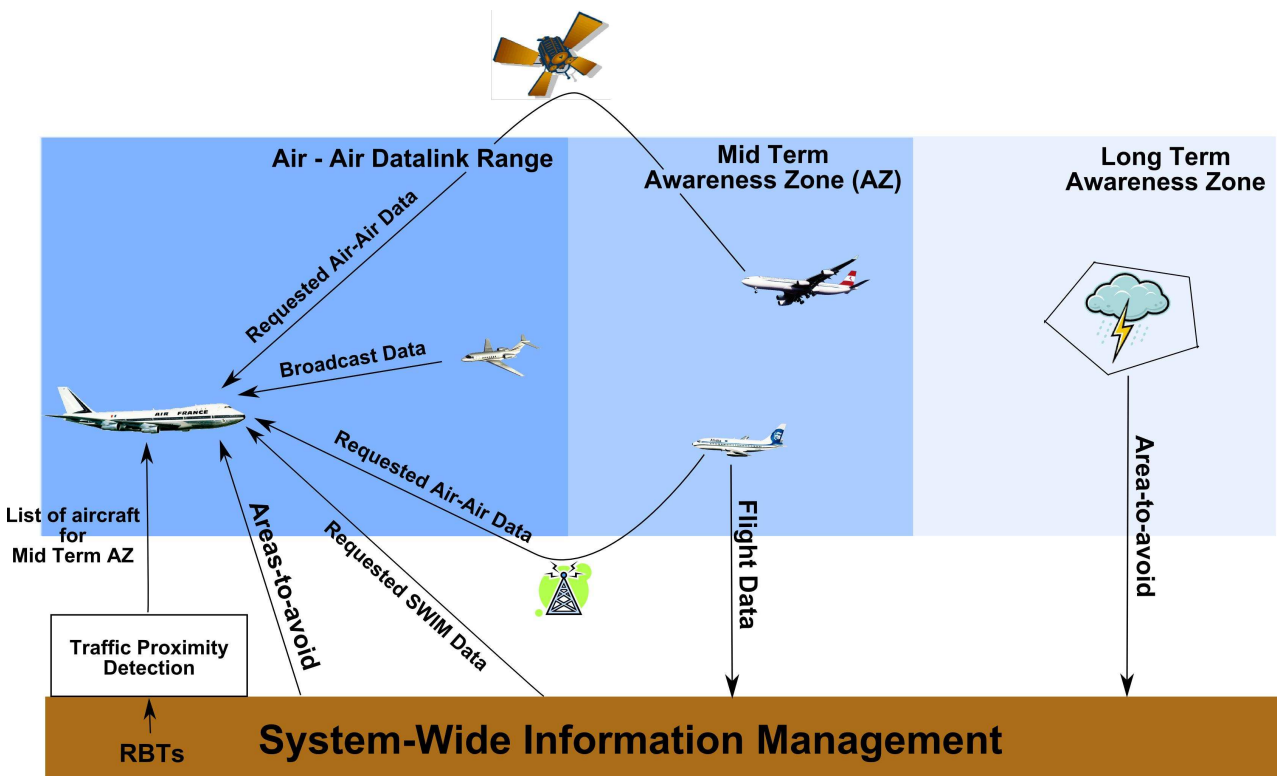 Air - Air Datalink Range
Mid Term
Awareness Zone (AZ)
Long Term
Awareness Zone
Requested Air-Air Data
Broadcast Data
AIR FRANCE
Requested Air-Air Data
List of aircraft
for
Mid Term AZ
Areas-to-avoid
Requested SWIM Data
Flight Data
Area-to-avoid
Traffic Proximity
Detection
RBTs
System-Wide Information Management